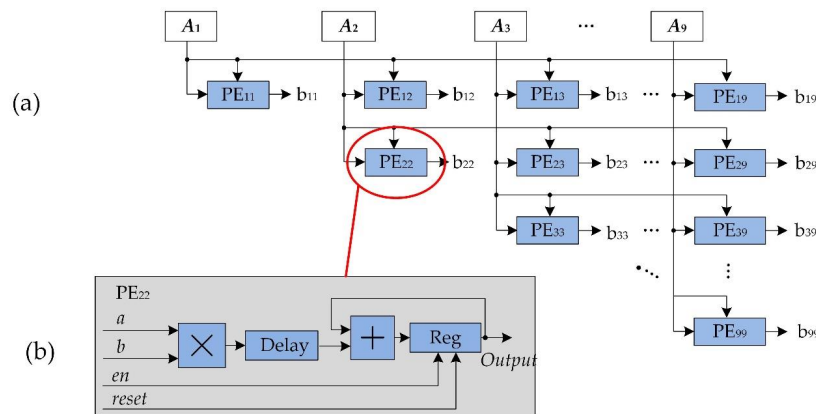 A1 A2 A3 ... A9
(a)
PE11 b11 PE12 b12 PE13 b13 ... PE19 b19
PE22 b22 PE23 b23 ... PE29 b29
PE33 b33 ... PE39 b39
PE99 b99
(b)
PE22
a
b
× Delay + Reg Output
en
reset